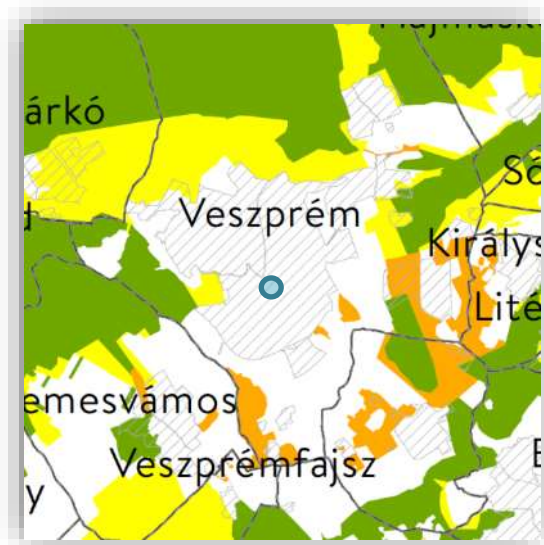 árkó
Só
Veszprém
Királys
Lité
emesvámos
Veszprémfajsz
y